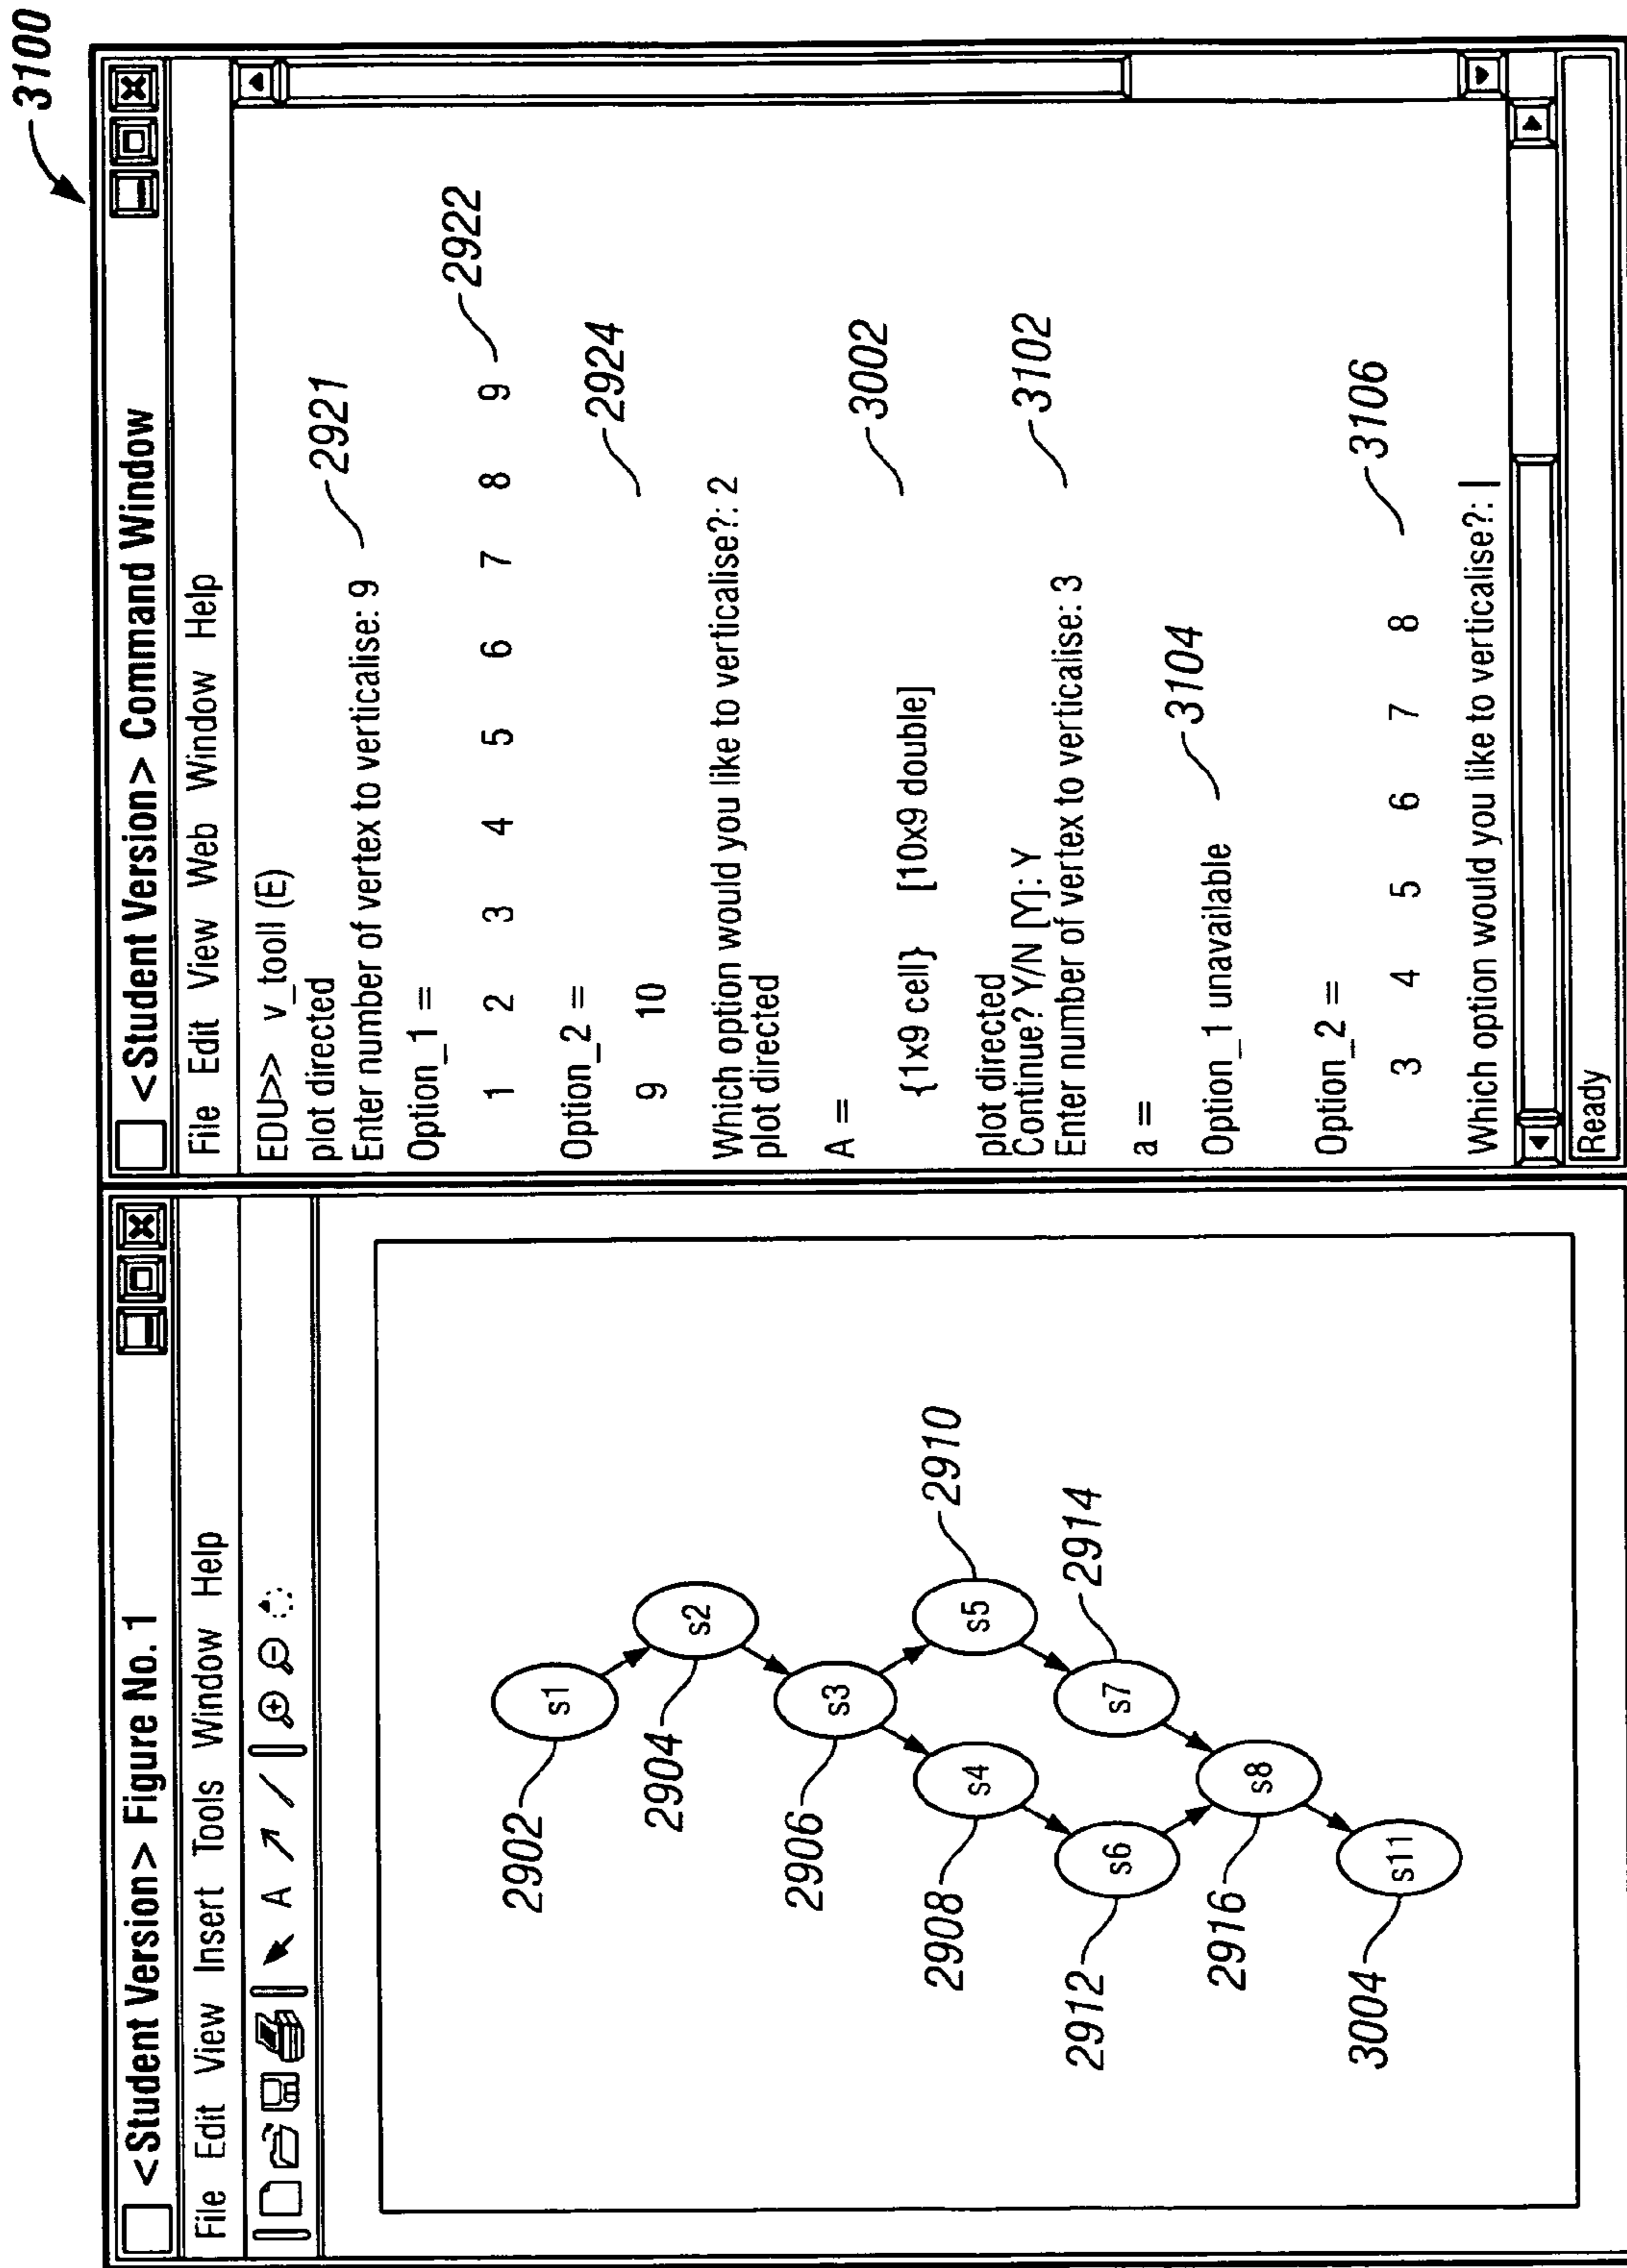 3100
<Student Version> Figure No. 1
File Edit View Insert Tools Window Help
A
s1
s2
s3
s4
s5
s6
s7
s8
s11
2902
2904
2906
2908
2910
2912
2914
2916
3004
<Student Version> Command Window
File Edit View Web Window Help
EDU>> v_tooll (E)
plot directed
Enter number of vertex to verticalise: 9
2921
Option_1 =
1 2 3 4 5 6 7 8 9
2922
Option_2 =
9 10
2924
Which option would you like to verticalise?: 2
plot directed
A =
{1x9 cell} [10x9 double]
3002
plot directed
Continue? Y/N [Y]: Y
3102
Enter number of vertex to verticalise: 3
a =
Option_1 unavailable
3104
Option_2 =
3 4 5 6 7 8
3106
Which option would you like to verticalise?:
Ready